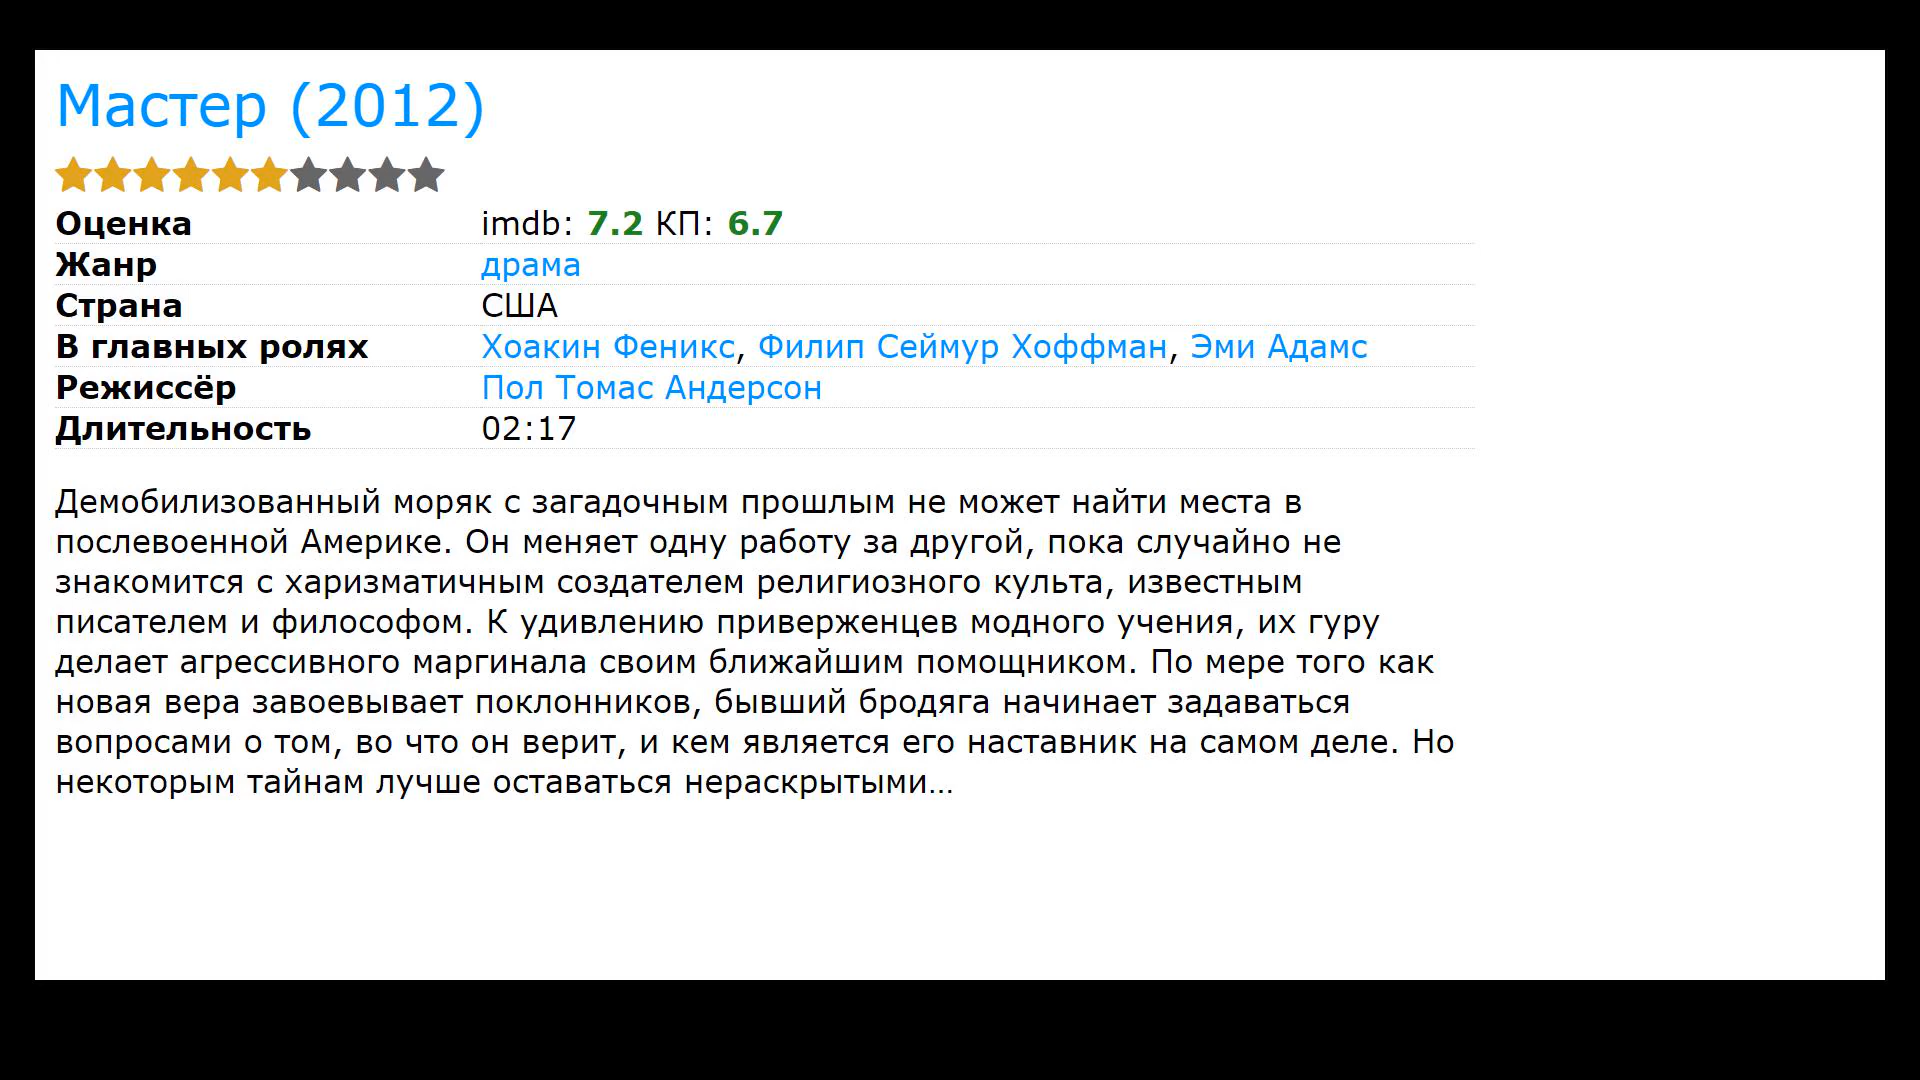 Мастер (2012)
Оценка imdb: 7.2 КП: 6.7
Жанр драма
Страна США
В главных ролях Хоакин Феникс, Филип Сеймур Хоффман, Эми Адамс
Режиссёр Пол Томас Андерсон
Длительность 02:17
Демобилизованный моряк с загадочным прошлым не может найти места в
послевоенной Америке. Он меняет одну работу за другой, пока случайно не
знакомится с харизматичным создателем религиозного культа, известным
писателем и философом. К удивлению приверженцев модного учения, их гуру
делает агрессивного маргинала своим ближайшим помощником. По мере того как
новая вера завоевывает поклонников, бывший бродяга начинает задаваться
вопросами о том, во что он верит, и кем является его наставник на самом деле. Но
некоторым тайнам лучше оставаться нераскрытыми…